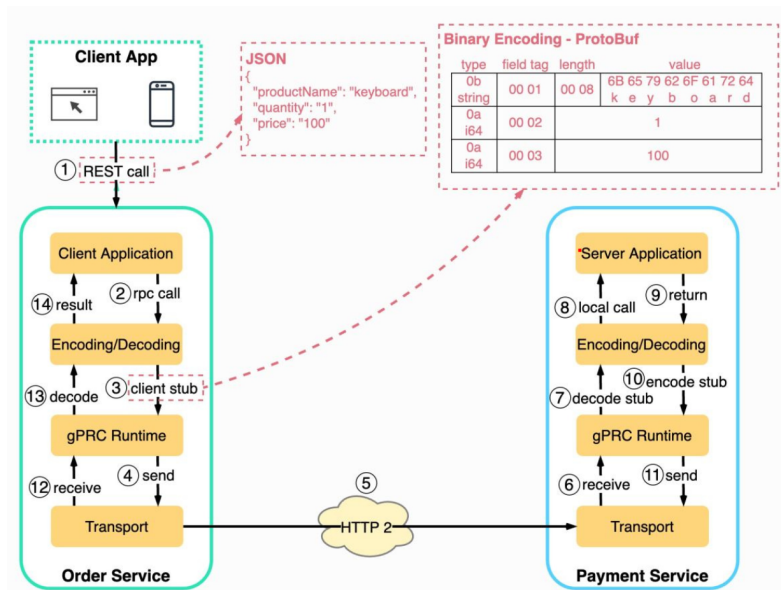 Client App
JSON
{
"productName": "keyboard",
"quantity": "1",
"price": "100"
}
Binary Encoding - ProtoBuf
type field tag length value
0b string 00 01 00 08 6B 65 79 62 6F 61 72 64
k e y b o a r d
0a i64 00 02 1
0a i64 00 03 100
1 REST call
Client Application
14 result
2 rpc call
Encoding/Decoding
13 decode
3 client stub
gPRC Runtime
12 receive
4 send
Transport
Order Service
5
HTTP 2
Server Application
8 local call
9 return
Encoding/Decoding
7 decode stub
10 encode stub
gPRC Runtime
6 receive
11 send
Transport
Payment Service